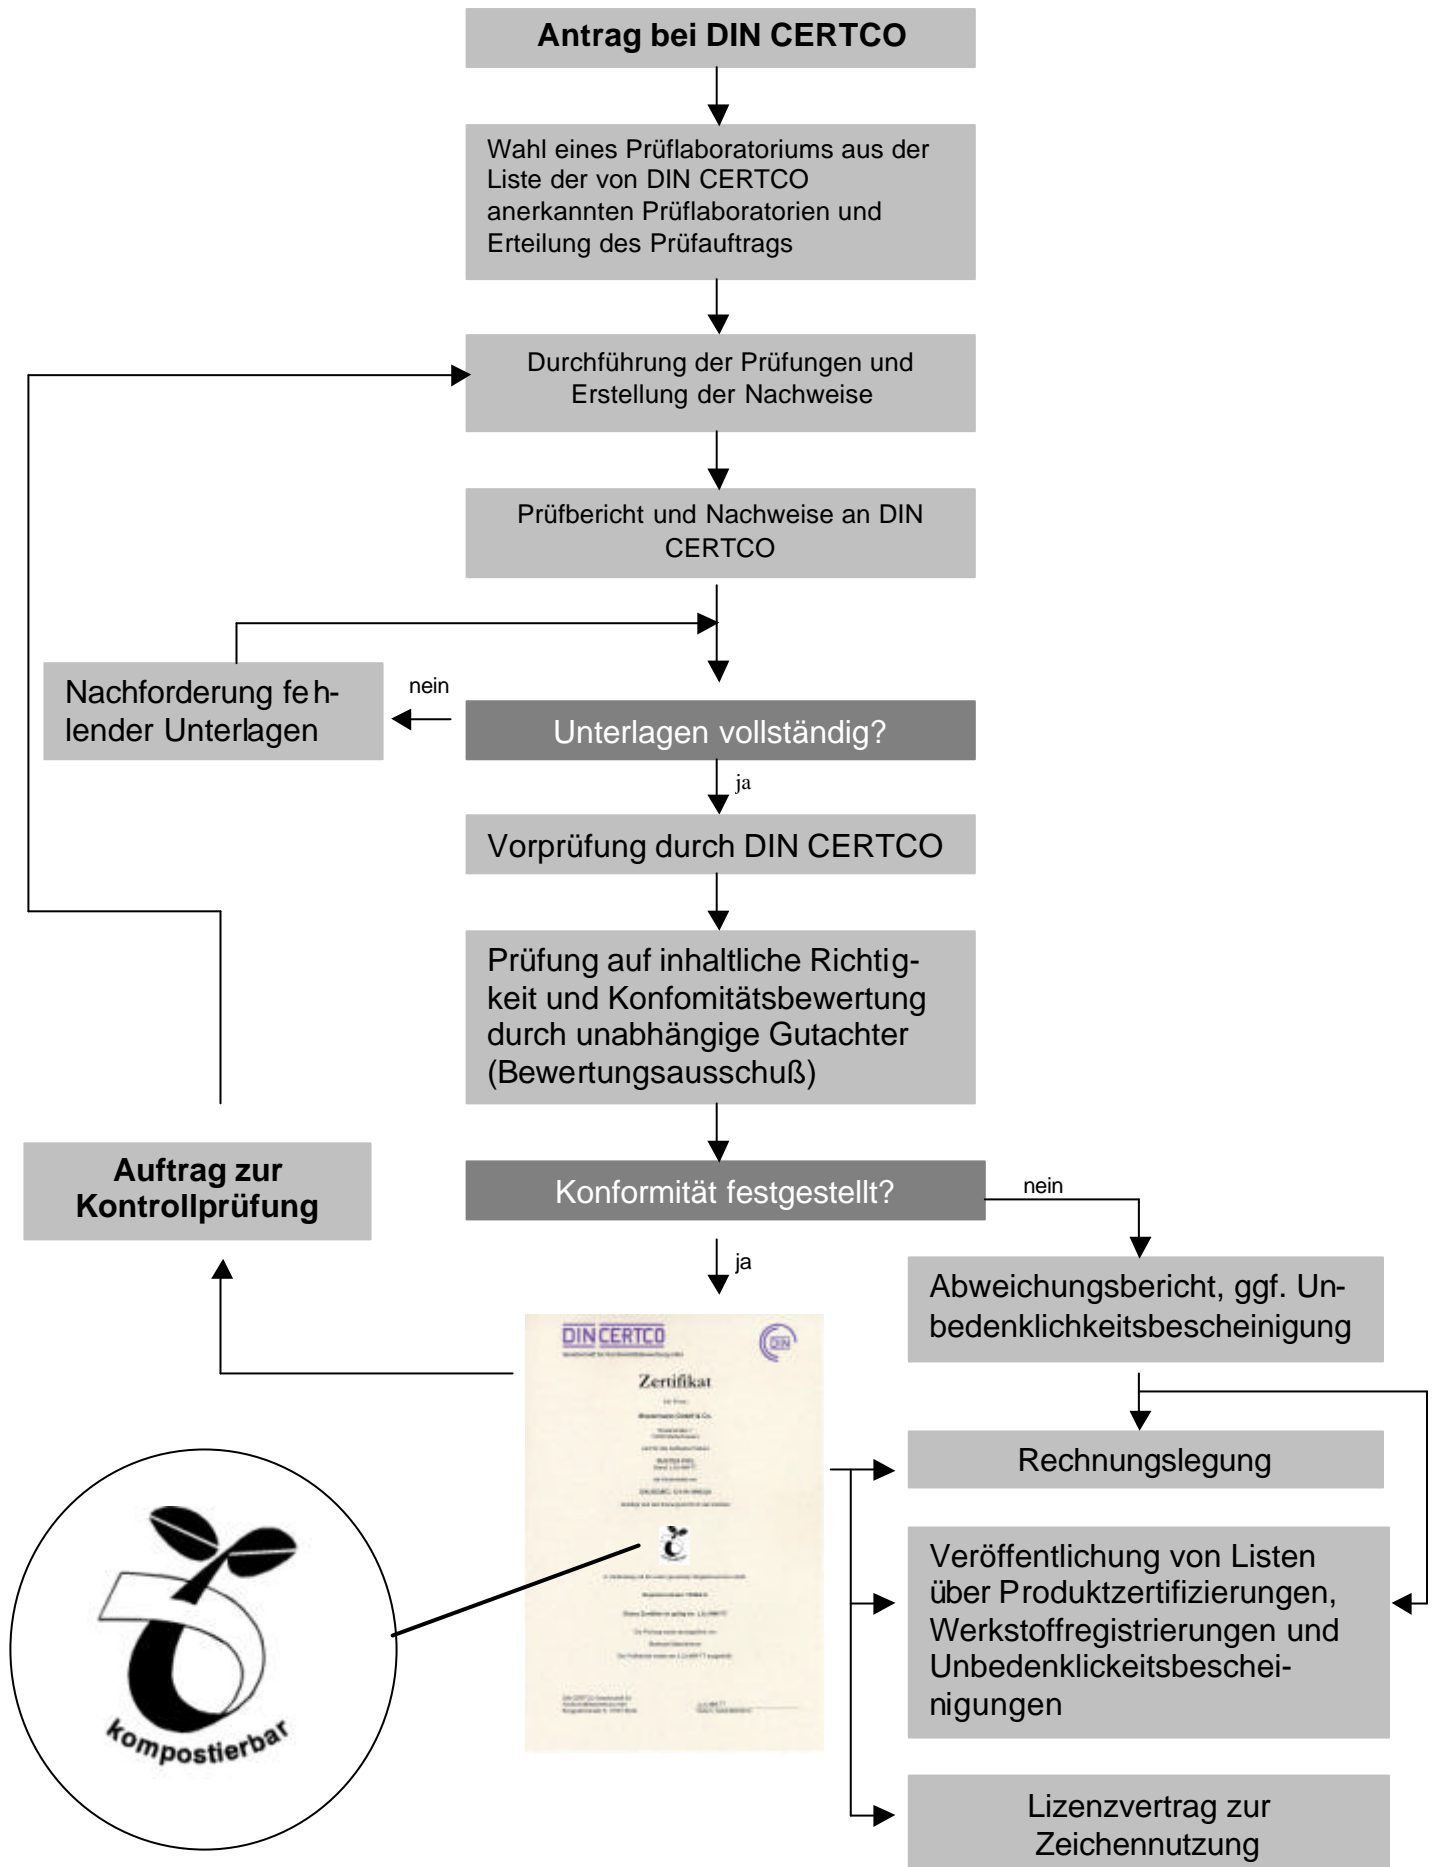 Antrag bei DIN CERTCO
Wahl eines Prüflaboratoriums aus der
Liste der von DIN CERTCO
anerkannten Prüflaboratorien und
Erteilung des Prüfauftrags
Durchführung der Prüfungen und
Erstellung der Nachweise
Prüfbericht und Nachweise an DIN
CERTCO
Nachforderung feh-
lender Unterlagen
nein
Unterlagen vollständig?
ja
Vorprüfung durch DIN CERTCO
Prüfung auf inhaltliche Richtig-
keit und Konfomitätsbewertung
durch unabhängige Gutachter
(Bewertungsausschuß)
Auftrag zur
Kontrollprüfung
Konformität festgestellt?
nein
ja
Abweichungsbericht, ggf. Un-
bedenklichkeitsbescheinigung
DIN CERTCO
DIN
Zertifikat
Rechnungslegung
Veröffentlichung von Listen
über Produktzertifizierungen,
Werkstoffregistrierungen und
Unbedenklickeitsbeschei-
nigungen
kompostierbar
Lizenzvertrag zur
Zeichennutzung